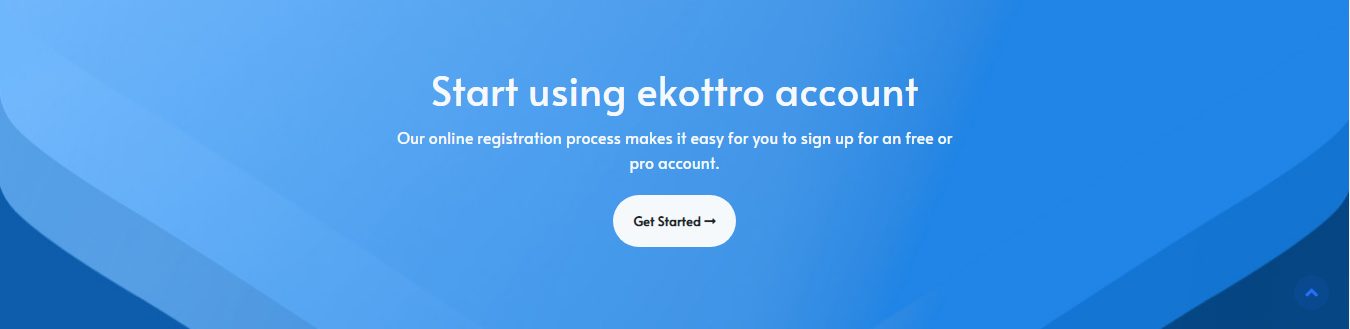 Start using ekottro account
Our online registration process makes it easy for you to sign up for an free or
pro account.
Get Started →